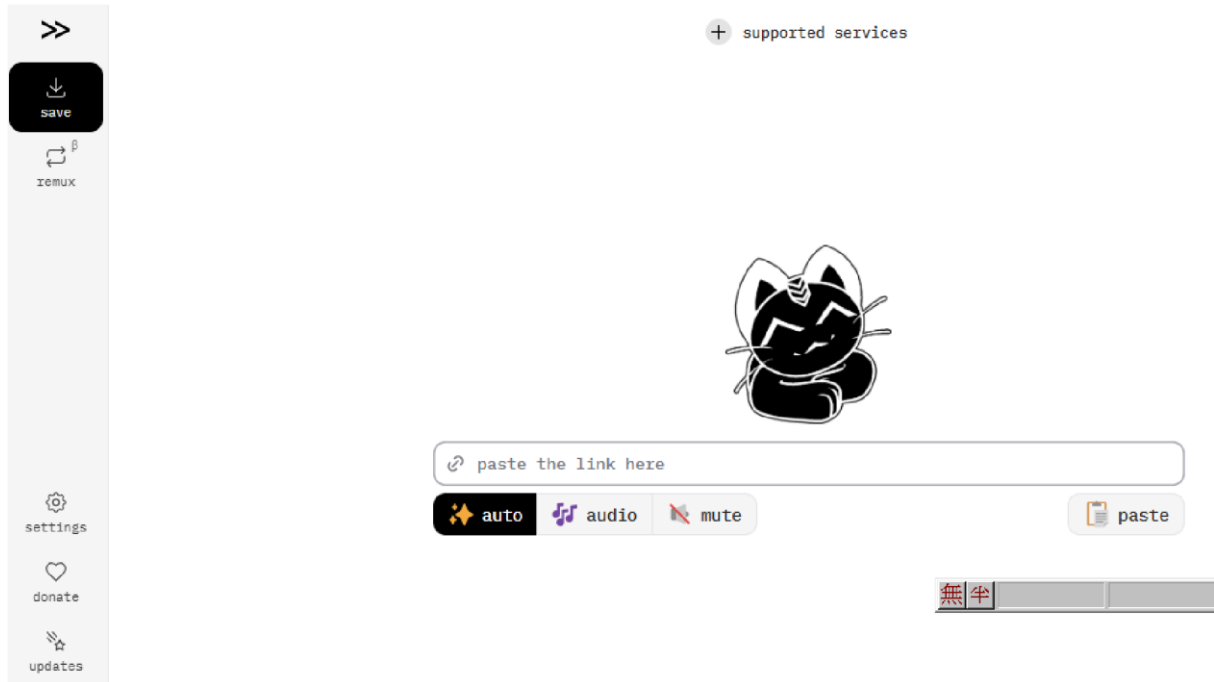 supported services
save
β
remux
paste the link here
auto audio mute paste
無 半
settings
donate
updates